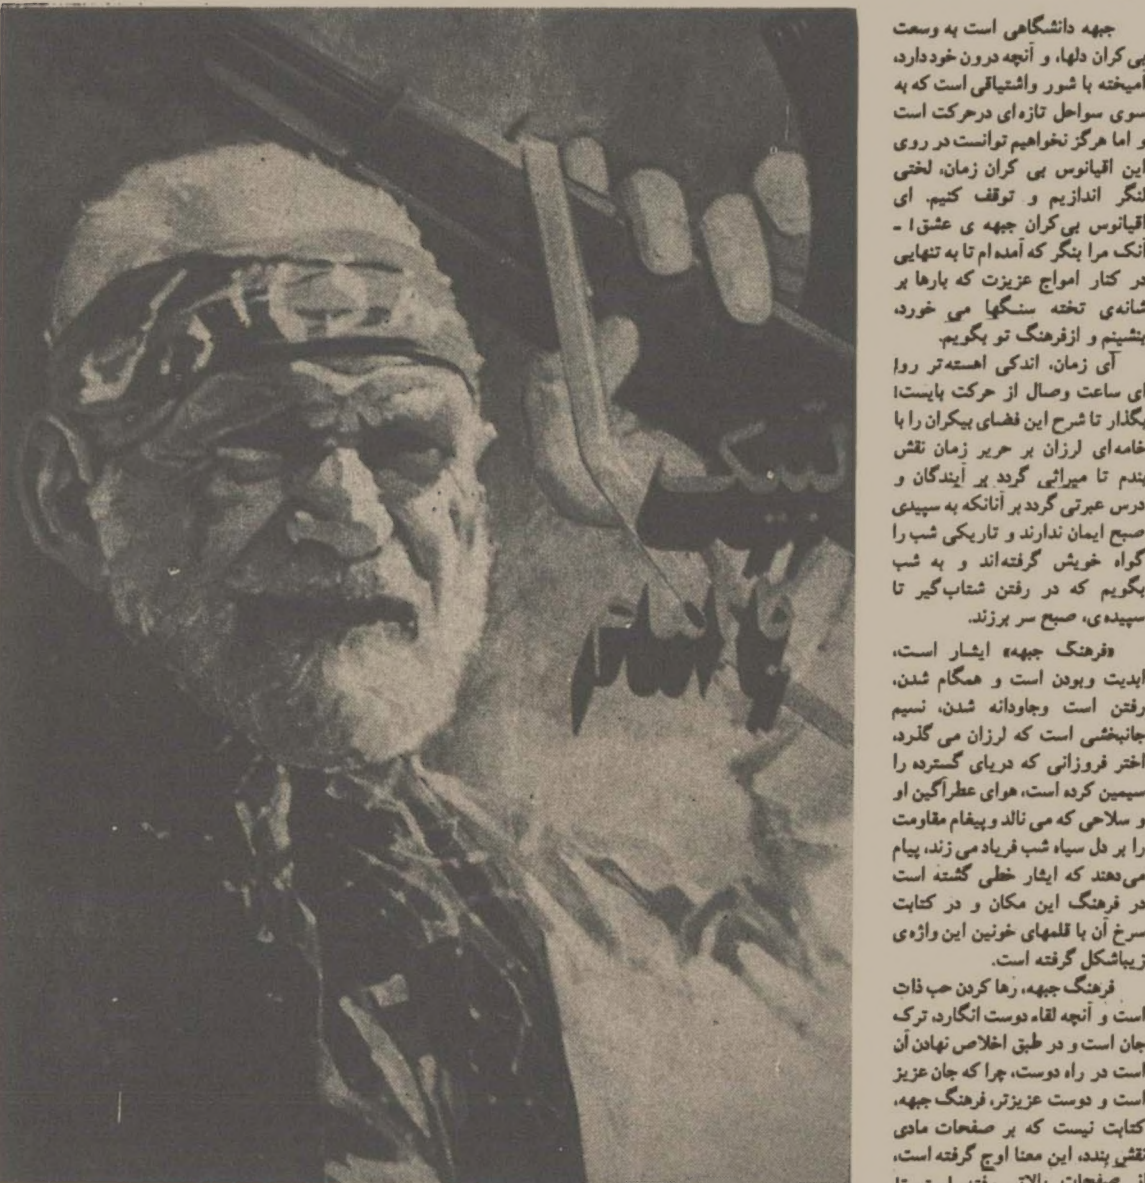 لبیک
یا امام
جبهه دانشگاهی است به وسعت
بی کران دلها، و آنچه درون خود دارد،
آمیخته با شور واشتیاقی است که به
سوی سواحل تازه ای درحرکت است
و اما هرگز نخواهیم توانست در روی
این اقیانوس بی کران زمان، لختی
لنگر اندازیم و توقف کنیم. ای
اقیانوس بی کران جبهه ی عشق! ـ
آنک مرا بنگر که آمده ام تا به تنهایی
در کنار امواج عزیزت که بارها بر
شانه‌ی تخته سنگها می خورد،
بنشینم و ازفرهنگ تو بگویم.
آی زمان، اندکی اهسته‌تر رو!
ای ساعت وصال از حرکت بایست!
بگذار تا شرح این فضای بیکران را با
خامه‌ای لرزان بر حریر زمان نقش
بندم تا میراثی گردد بر آیندگان و
درس عبرتی گردد بر آنانکه به سپیدی
صبح ایمان ندارند و تاریکی شب را
گواه خویش گرفته‌اند و به شب
بگویم که در رفتن شتاب گیر تا
سپیده‌ی، صبح سر برزند.
«فرهنگ جبهه» ایثار است،
ابدیت وبودن است و همگام شدن،
رفتن است وجاودانه شدن، نسیم
جانبخشی است که لرزان می گذرد،
اختر فروزانی که دریای گسترده را
سیمین کرده است، هوای عطرآگین او
و سلاحی که می نالد و پیغام مقاومت
را بر دل سیاه شب فریاد می زند، پیام
می‌دهند که ایثار خطی گشته است
در فرهنگ این مکان و در کتابت
سرخ آن با قلمهای خونین این واژه‌ی
زیباشکل گرفته است.
فرهنگ جبهه، رها کردن حب ذات
است و آنچه لقاء دوست انگارد، ترک
جان است و در طبق اخلاص نهادن آن
است در راه دوست، چرا که جان عزیز
است و دوست عزیزتر، فرهنگ جبهه،
کتابت نیست که بر صفحات مادی
نقش بندد، این معنا اوج گرفته است،